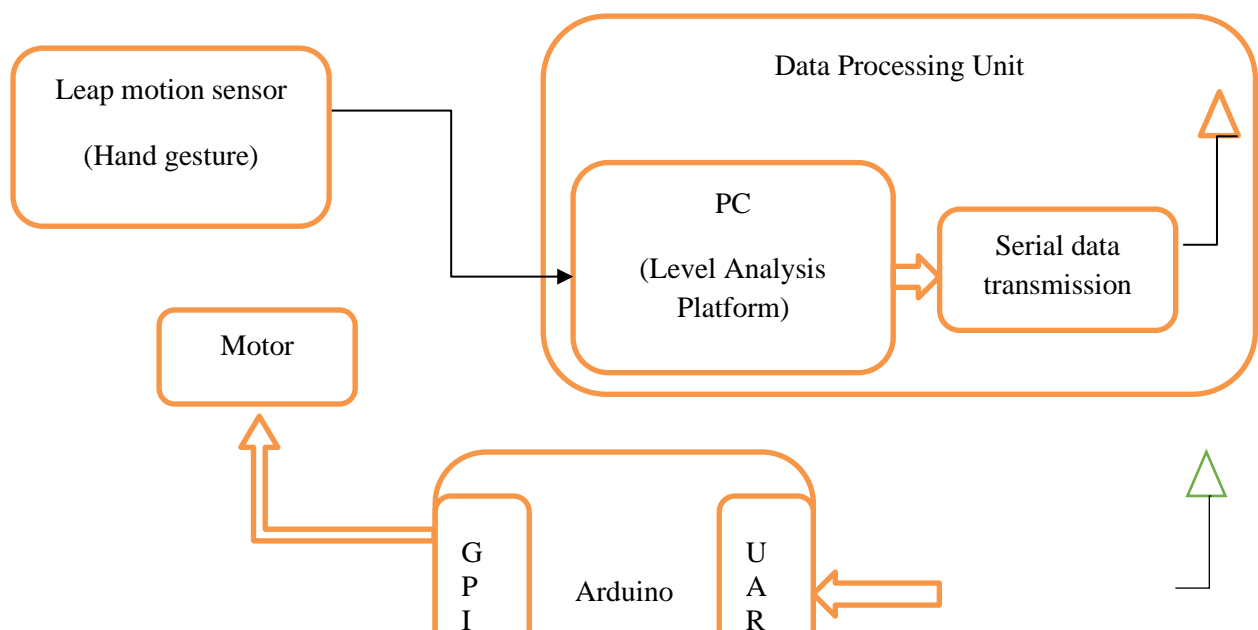 Leap motion sensor
(Hand gesture)
Data Processing Unit
PC
(Level Analysis
Platform)
Serial data
transmission
Motor
G
P
I
Arduino
U
A
R